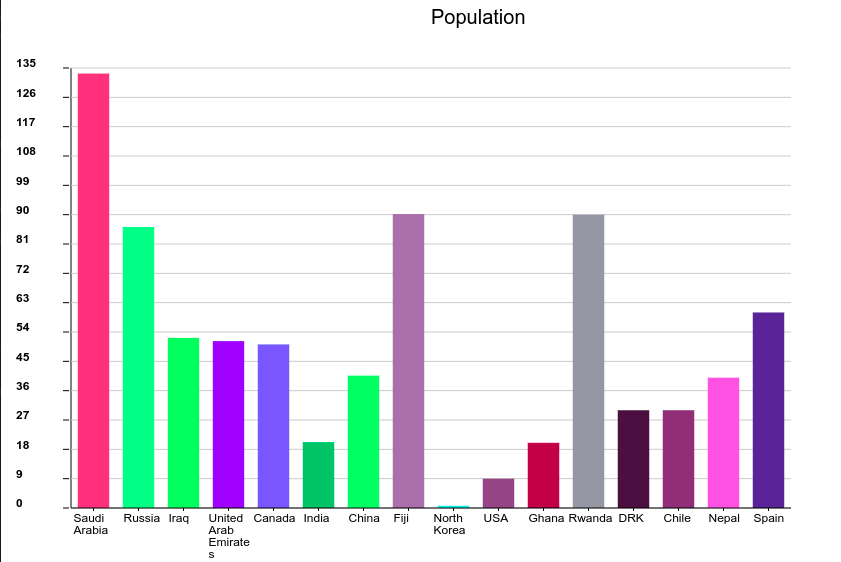 Population
135
126
117
108
99
90
81
72
63
54
45
36
27
18
9
0
Saudi
Arabia
Russia
Iraq
United
Arab
Emirate
s
Canada
India
China
Fiji
North
Korea
USA
Ghana
Rwanda
DRK
Chile
Nepal
Spain